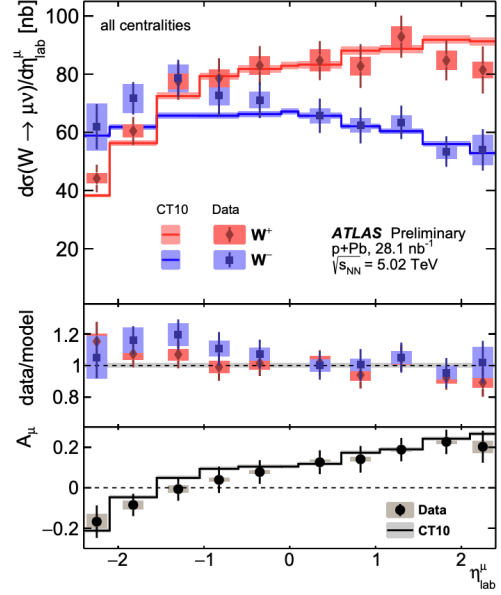 dσ(W → μν)/dη^μ_lab [nb]
all centralities
100
80
60
40
20
CT10 Data
W⁺
W⁻
ATLAS Preliminary
p+Pb, 28.1 nb⁻¹
√s_NN = 5.02 TeV
data/model
1.2
1
0.8
A_μ
0.2
0
−0.2
Data
CT10
−2 −1 0 1 2
η^μ_lab